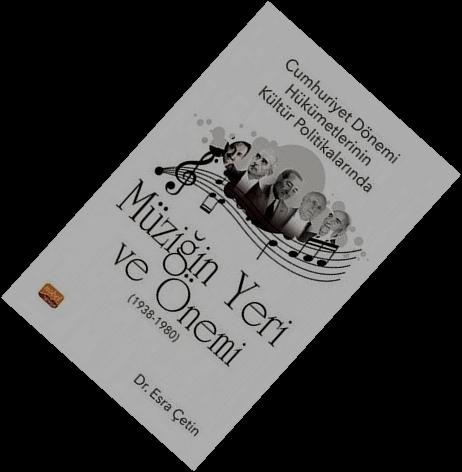 Cumhuriyet Dönemi
Hükümetlerinin
Kültür Politikalarında
Müziğin Yeri
ve Önemi
(1938-1980)
Dr. Esra Çetin